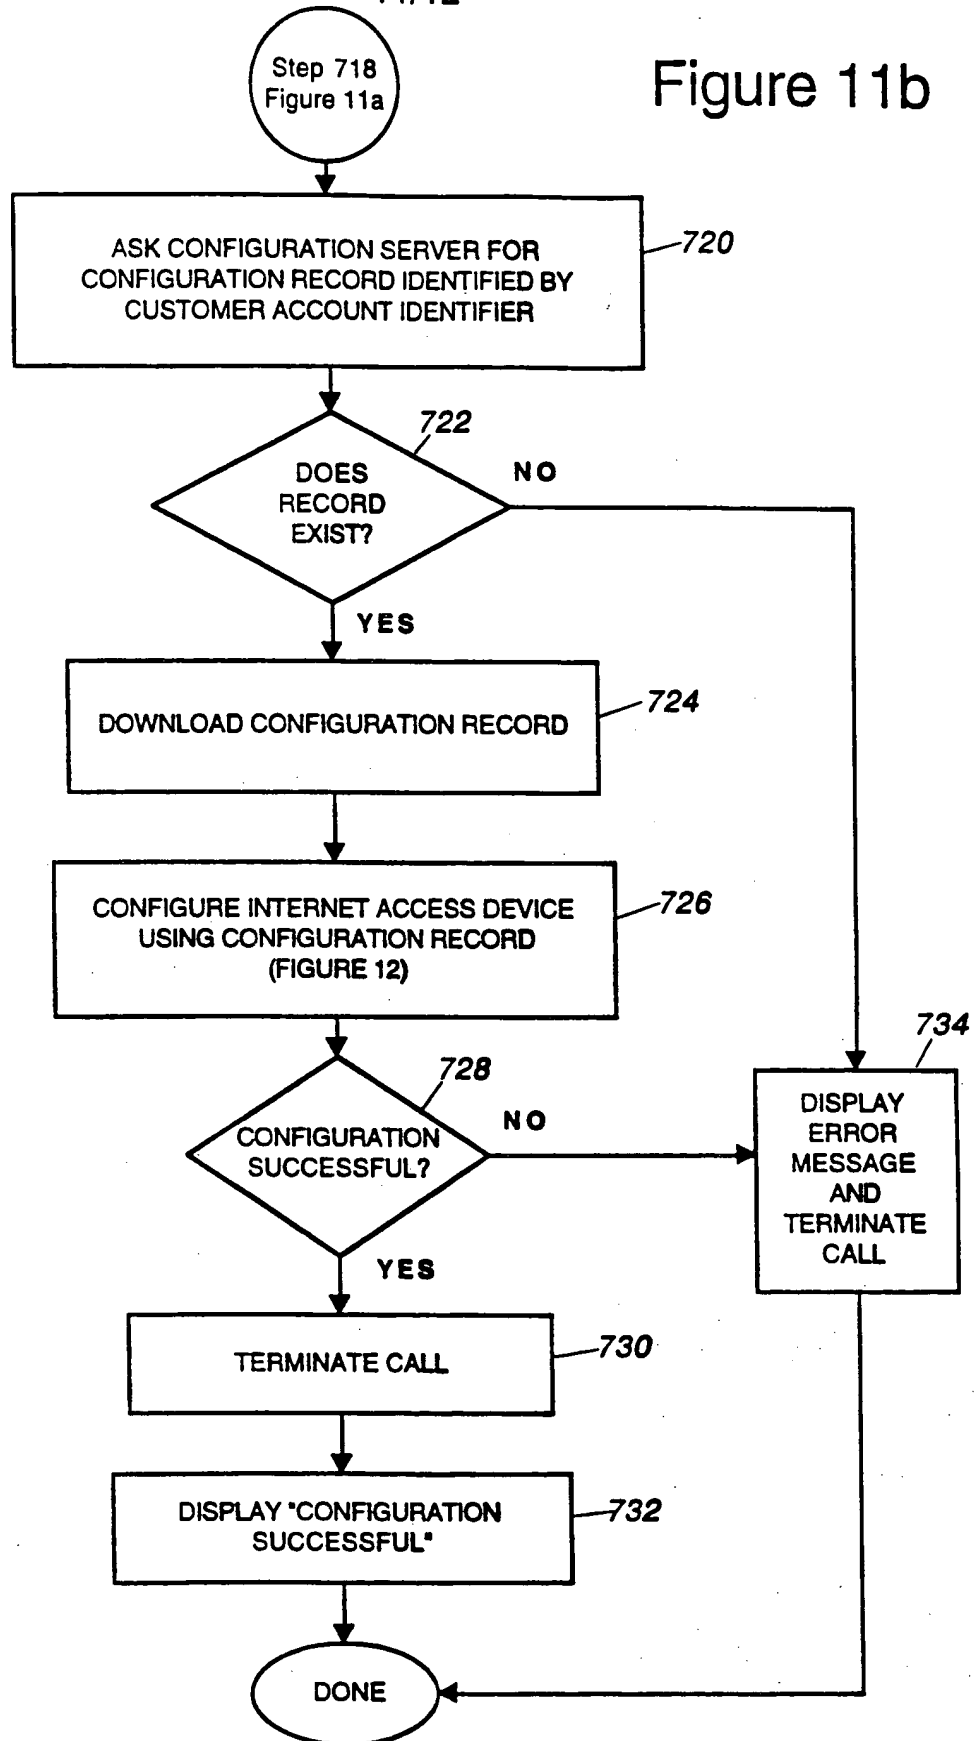 Step 718
Figure 11a
Figure 11b
ASK CONFIGURATION SERVER FOR
CONFIGURATION RECORD IDENTIFIED BY
CUSTOMER ACCOUNT IDENTIFIER
720
722
DOES
RECORD
EXIST?
NO
YES
DOWNLOAD CONFIGURATION RECORD
724
CONFIGURE INTERNET ACCESS DEVICE
USING CONFIGURATION RECORD
(FIGURE 12)
726
728
CONFIGURATION
SUCCESSFUL?
NO
734
DISPLAY
ERROR
MESSAGE
AND
TERMINATE
CALL
YES
TERMINATE CALL
730
DISPLAY "CONFIGURATION
SUCCESSFUL"
732
DONE